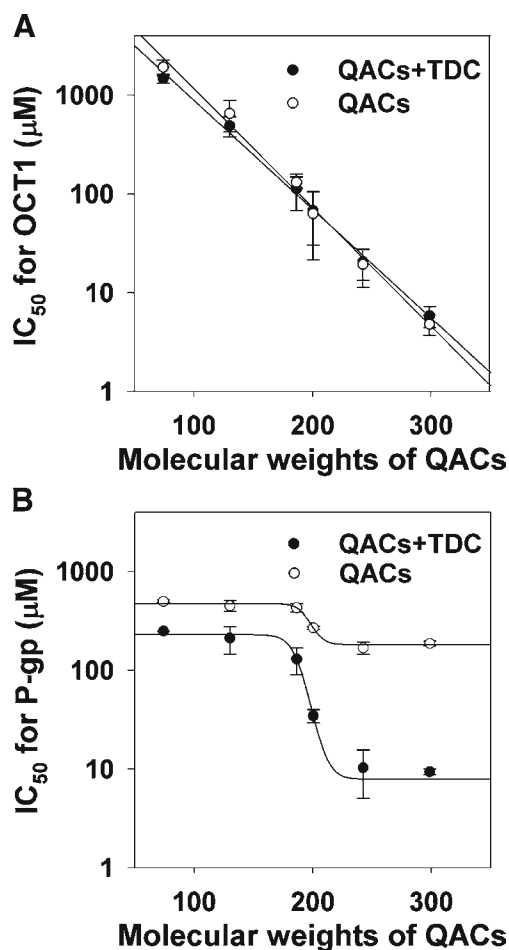 A
IC50 for OCT1 (μM)
1000
100
10
1
QACs+TDC
QACs
100
200
300
Molecular weights of QACs
B
IC50 for P-gp (μM)
1000
100
10
1
QACs+TDC
QACs
100
200
300
Molecular weights of QACs